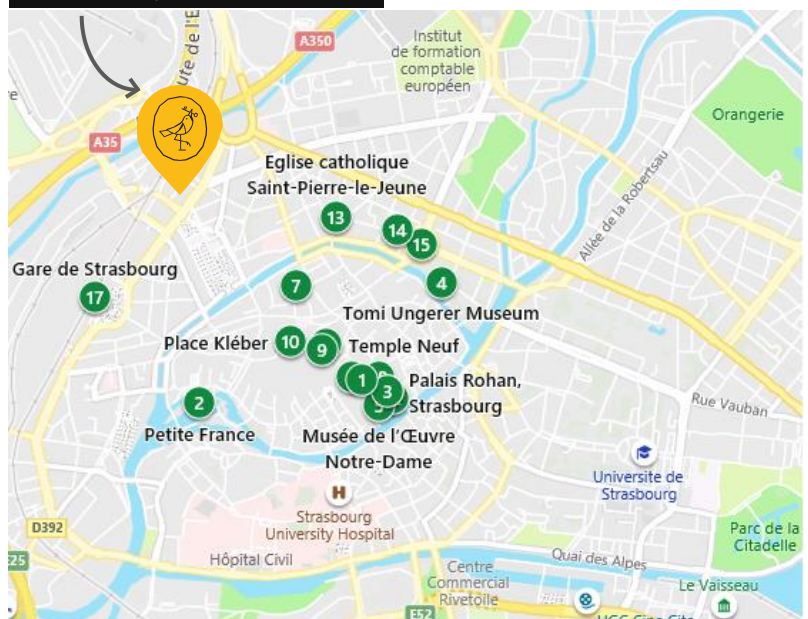 ute de l'E
A350
Institut
de formation
comptable
européen
A35
Orangerie
Eglise catholique
Saint-Pierre-le-Jeune
Allée de la Robertsau
13
14
15
Gare de Strasbourg
17
7
4
Tomi Ungerer Museum
Place Kléber
10
9
Temple Neuf
1
3
Palais Rohan,
Strasbourg
2
Petite France
Musée de l'Œuvre
Notre-Dame
Rue Vauban
H
Strasbourg
University Hospital
Universite de
Strasbourg
D392
E25
Hôpital Civil
Centre
Commercial
Rivetoile
Quai des Alpes
Parc de la
Citadelle
Le Vaisseau
E52